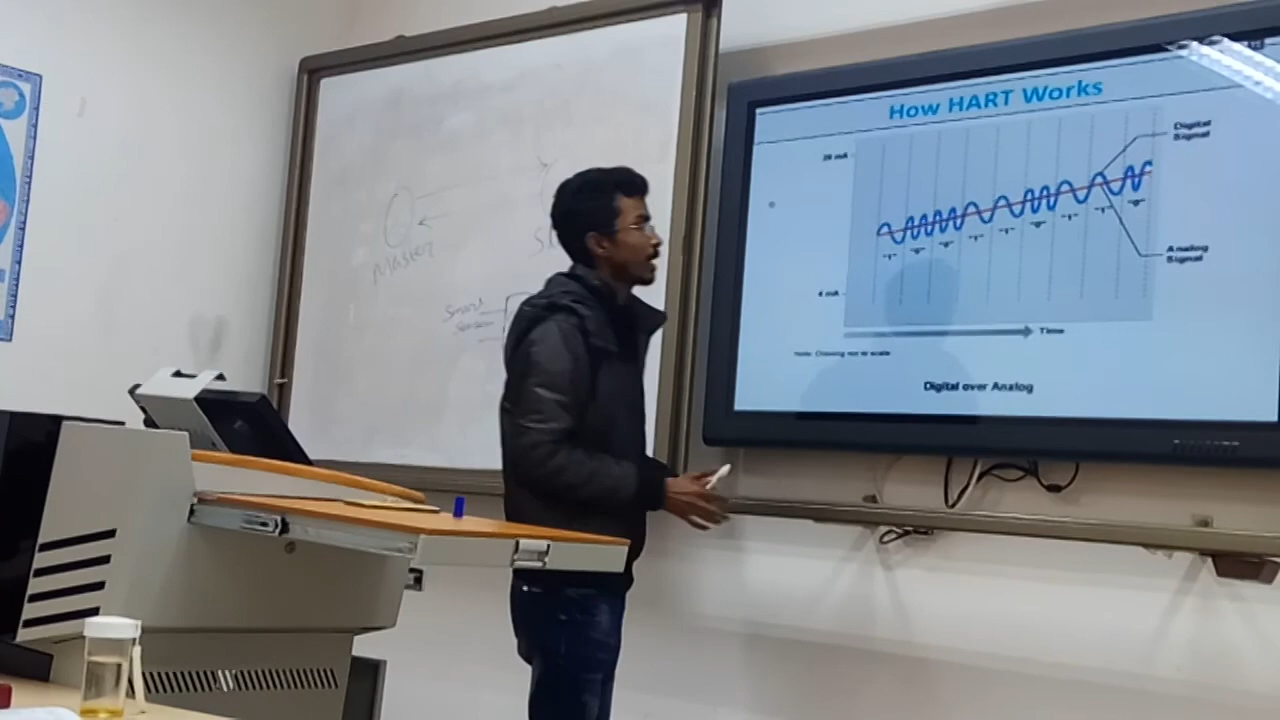 Master
Smart
How HART Works
Digital
Signal
20 mA
"1"
"0"
"0"
"1"
"1"
"0"
"1"
"1"
"0"
Analog
Signal
4 mA
Time
Note: Drawing not to scale
Digital over Analog